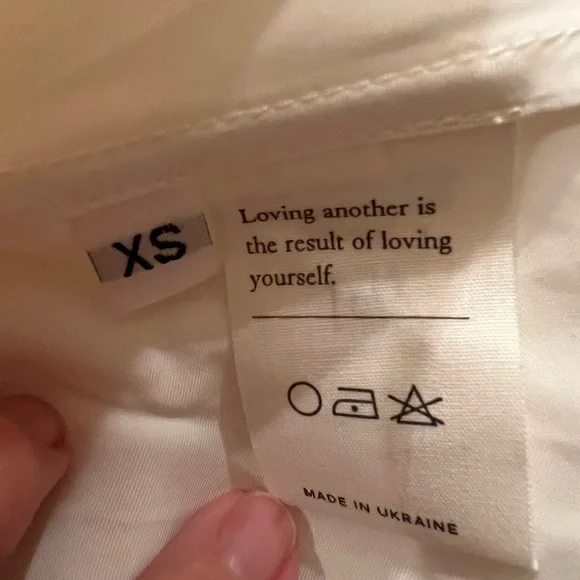 XS
Loving another is
the result of loving
yourself.
MADE IN UKRAINE